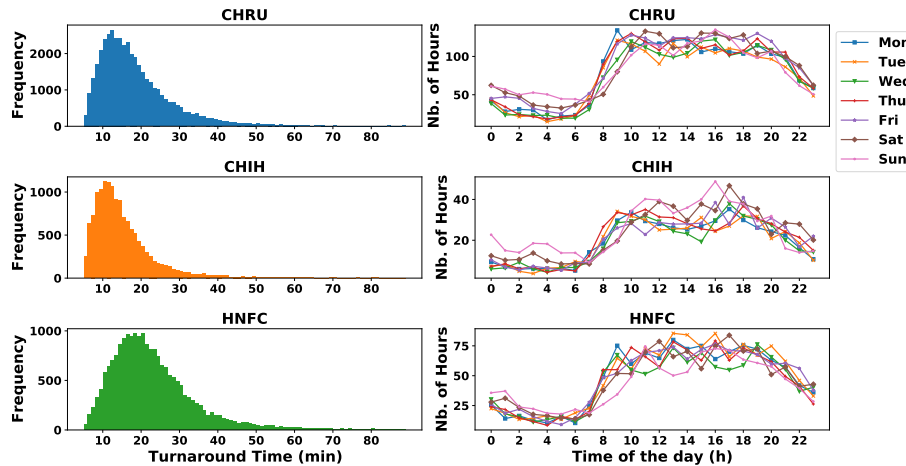 CHRU
Frequency
2000
1000
0
10 20 30 40 50 60 70 80
CHIH
Frequency
1000
500
0
10 20 30 40 50 60 70 80
HNFC
Frequency
1000
500
0
10 20 30 40 50 60 70 80
Turnaround Time (min)
CHRU
Nb. of Hours
100
50
0 2 4 6 8 10 12 14 16 18 20 22
CHIH
Nb. of Hours
40
20
0 2 4 6 8 10 12 14 16 18 20 22
HNFC
Nb. of Hours
75
50
25
0 2 4 6 8 10 12 14 16 18 20 22
Time of the day (h)
Mon
Tue
Wed
Thu
Fri
Sat
Sun